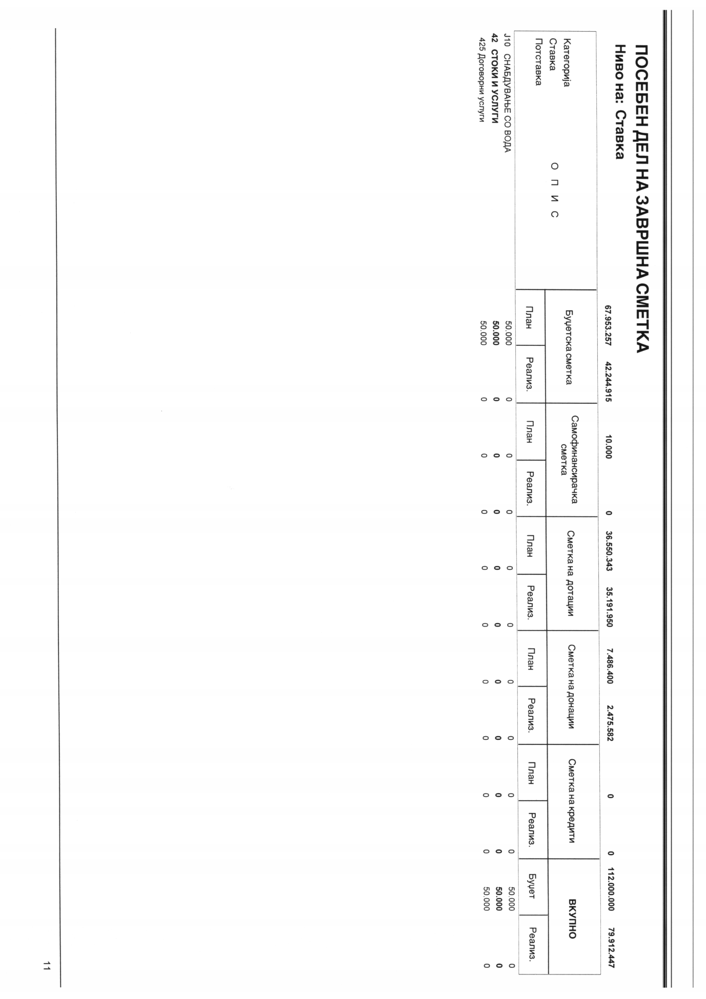 ПОСЕБЕН ДЕЛ НА ЗАВРШНА СМЕТКА
Ниво на: Ставка
67.953.257 42.244.915 10.000 0 36.550.343 35.191.950 7.486.400 2.475.582 0 0 112.000.000 79.912.447
Категорија
Ставка
Потставка
О П И С
Буџетска сметка Самофинансирачка сметка Сметка на дотации Сметка на донации Сметка на кредити ВКУПНО
План Реализ. План Реализ. План Реализ. План Реализ. План Реализ. Буџет Реализ.
J10 СНАБДУВАЊЕ СО ВОДА 50.000 0 0 0 0 0 0 0 0 0 50.000 0
42 СТОКИ И УСЛУГИ 50.000 0 0 0 0 0 0 0 0 0 50.000 0
425 Договорни услуги 50.000 0 0 0 0 0 0 0 0 0 50.000 0
11